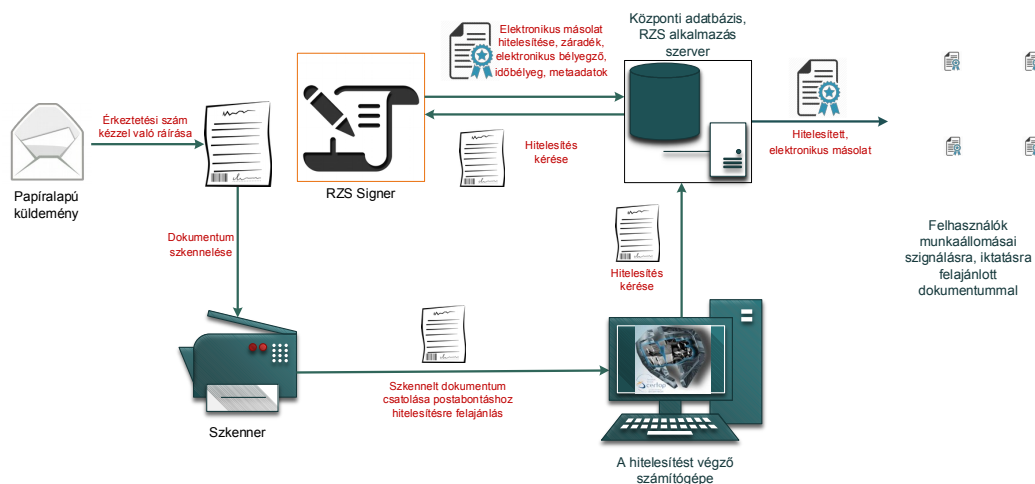 Elektronikus másolat
hitelesítése, záradék,
elektronikus bélyegző,
időbélyeg, metaadatok
Központi adatbázis,
RZS alkalmazás
szerver
Érkeztetési szám
kézzel való ráírása
Hitelesítés
kérése
Hitelesített,
elektronikus másolat
Papíralapú
küldemény
RZS Signer
Dokumentum
szkennelése
Hitelesítés
kérése
Felhasználók
munkaállomásai
szignálásra, iktatásra
felajánlott
dokumentummal
Szkennelt dokumentum
csatolása postabontáshoz
hitelesítésre felajánlás
Szkenner
A hitelesítést végző
számítógépe